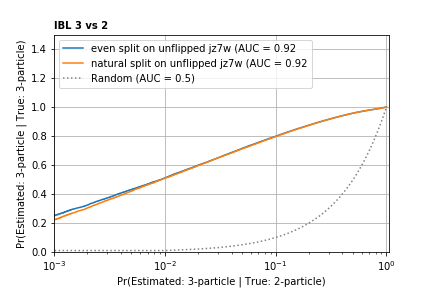 IBL 3 vs 2
even split on unflipped jz7w (AUC = 0.92
natural split on unflipped jz7w (AUC = 0.92
Random (AUC = 0.5)
Pr(Estimated: 3-particle | True: 3-particle)
1.4
1.2
1.0
0.8
0.6
0.4
0.2
0.0
10⁻³ 10⁻² 10⁻¹ 10⁰
Pr(Estimated: 3-particle | True: 2-particle)